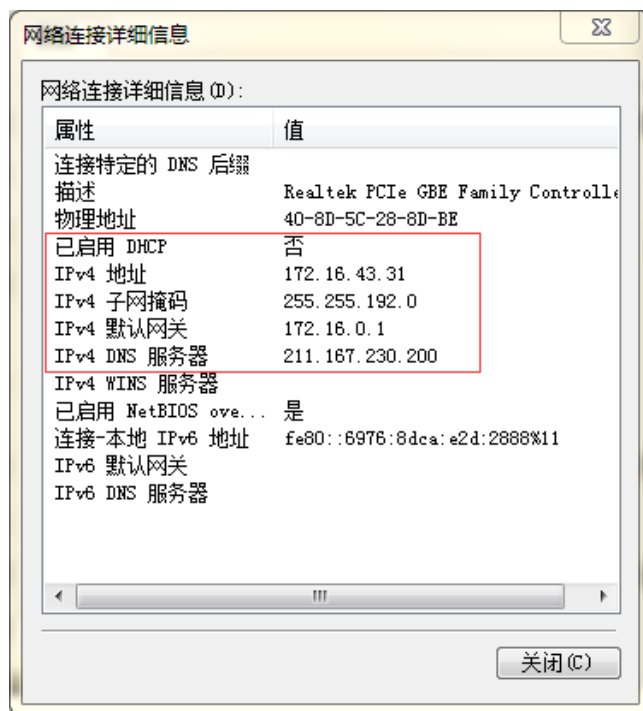 网络连接详细信息
网络连接详细信息(D):
属性 值
连接特定的 DNS 后缀
描述 Realtek PCIe GBE Family Controlle
物理地址 40-8D-5C-28-8D-BE
已启用 DHCP 否
IPv4 地址 172.16.43.31
IPv4 子网掩码 255.255.192.0
IPv4 默认网关 172.16.0.1
IPv4 DNS 服务器 211.167.230.200
IPv4 WINS 服务器
已启用 NetBIOS ove... 是
连接-本地 IPv6 地址 fe80::6976:8dca:e2d:2888%11
IPv6 默认网关
IPv6 DNS 服务器
关闭(C)